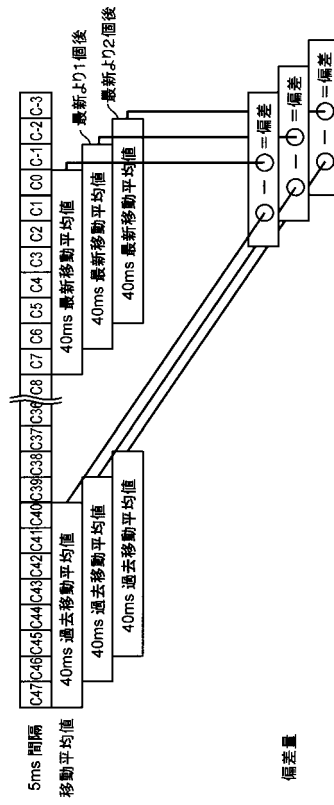 5ms 間隔
C47 C46 C45 C44 C43 C42 C41 C40 C39 C38 C37 C36 C8 C7 C6 C5 C4 C3 C2 C1 C0 C-1 C-2 C-3
移動平均値
40ms 過去移動平均値
40ms 最新移動平均値
最新より1個後
40ms 過去移動平均値
40ms 最新移動平均値
最新より2個後
40ms 過去移動平均値
40ms 最新移動平均値
偏差量
○ － ○ ＝偏差
○ － ○ ＝偏差
○ － ○ ＝偏差